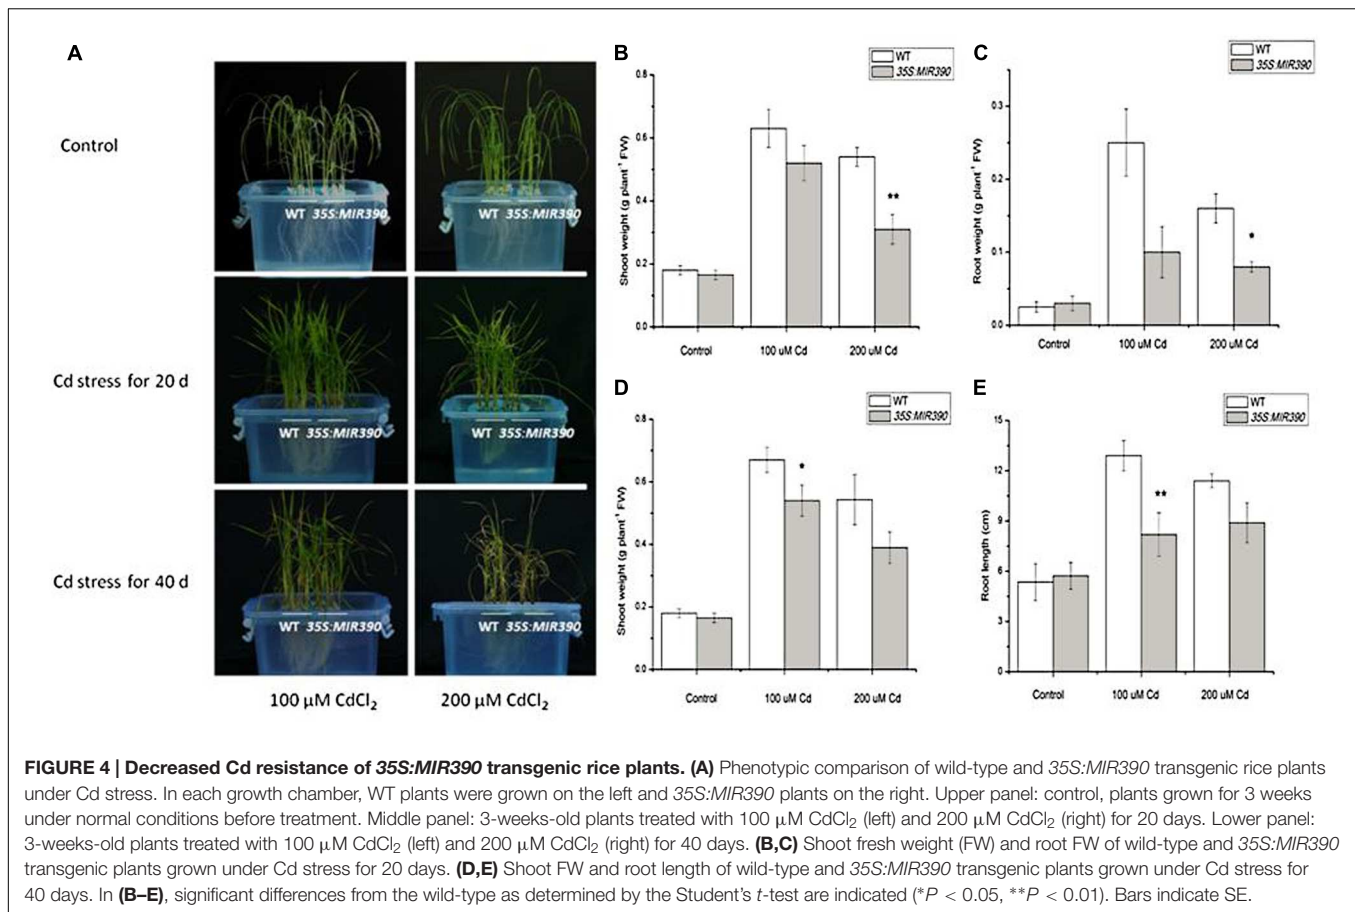 A
Control
Cd stress for 20 d
Cd stress for 40 d
WT 35S:MIR390
WT 35S:MIR390
WT 35S:MIR390
WT 35S:MIR390
WT 35S:MIR390
WT 35S:MIR390
100 μM CdCl₂
200 μM CdCl₂
B
WT
35S:MIR390
Shoot weight (g plant⁻¹ FW)
0.8
0.6
0.4
0.2
0.0
**
Control
100 uM Cd
200 uM Cd
C
WT
35S:MIR390
Root weight (g plant⁻¹ FW)
0.3
0.2
0.1
0.0
*
Control
100 uM Cd
200 uM Cd
D
WT
35S:MIR390
Shoot weight (g plant⁻¹ FW)
0.8
0.6
0.4
0.2
0.0
*
Control
100 uM Cd
200 uM Cd
E
WT
35S:MIR390
Root length (cm)
15
12
9
6
3
0
**
Control
100 uM Cd
200 uM Cd
FIGURE 4 | Decreased Cd resistance of 35S:MIR390 transgenic rice plants. (A) Phenotypic comparison of wild-type and 35S:MIR390 transgenic rice plants
under Cd stress. In each growth chamber, WT plants were grown on the left and 35S:MIR390 plants on the right. Upper panel: control, plants grown for 3 weeks
under normal conditions before treatment. Middle panel: 3-weeks-old plants treated with 100 μM CdCl₂ (left) and 200 μM CdCl₂ (right) for 20 days. Lower panel:
3-weeks-old plants treated with 100 μM CdCl₂ (left) and 200 μM CdCl₂ (right) for 40 days. (B,C) Shoot fresh weight (FW) and root FW of wild-type and 35S:MIR390
transgenic plants grown under Cd stress for 20 days. (D,E) Shoot FW and root length of wild-type and 35S:MIR390 transgenic plants grown under Cd stress for
40 days. In (B–E), significant differences from the wild-type as determined by the Student's t-test are indicated (*P < 0.05, **P < 0.01). Bars indicate SE.